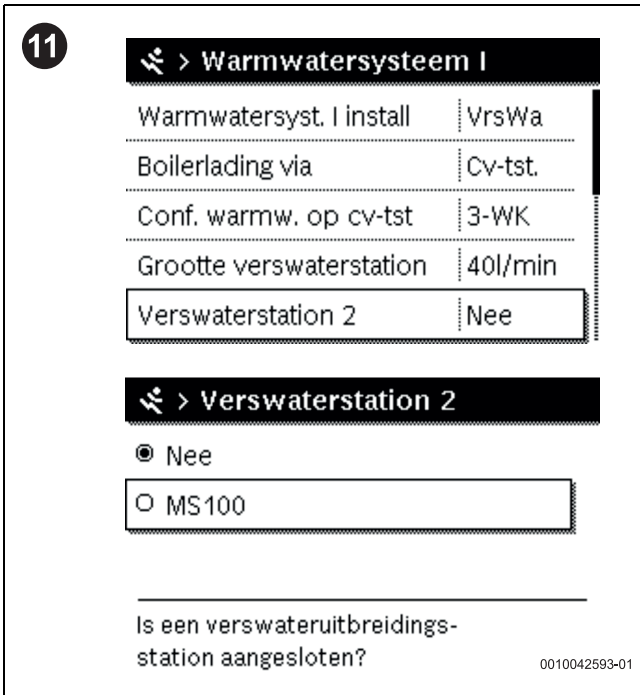 11
> Warmwatersysteem I
Warmwatersyst. I install VrsWa
Boilerlading via Cv-tst.
Conf. warmw. op cv-tst 3-WK
Grootte verswaterstation 40l/min
Verswaterstation 2 Nee
> Verswaterstation 2
Nee
MS100
Is een verswateruitbreidings-
station aangesloten?
0010042593-01